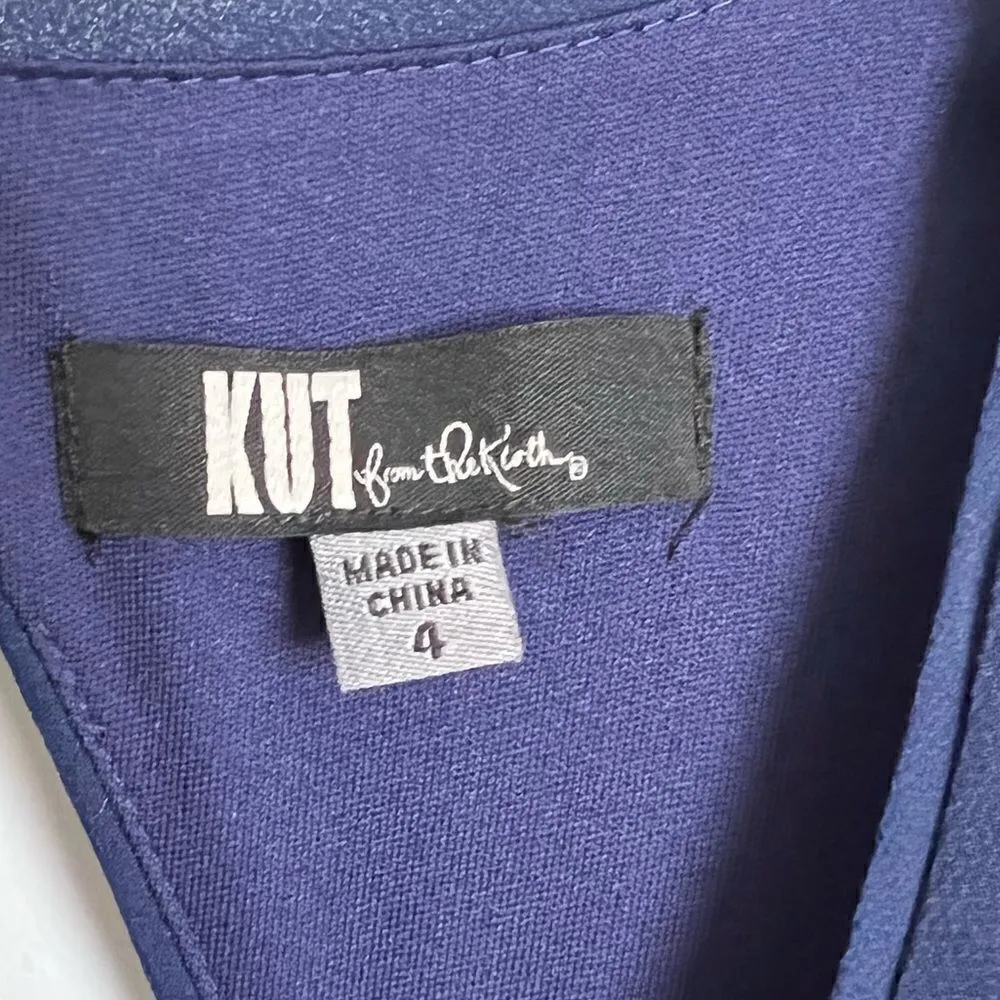 KUT from the Kloth
MADE IN
CHINA
4